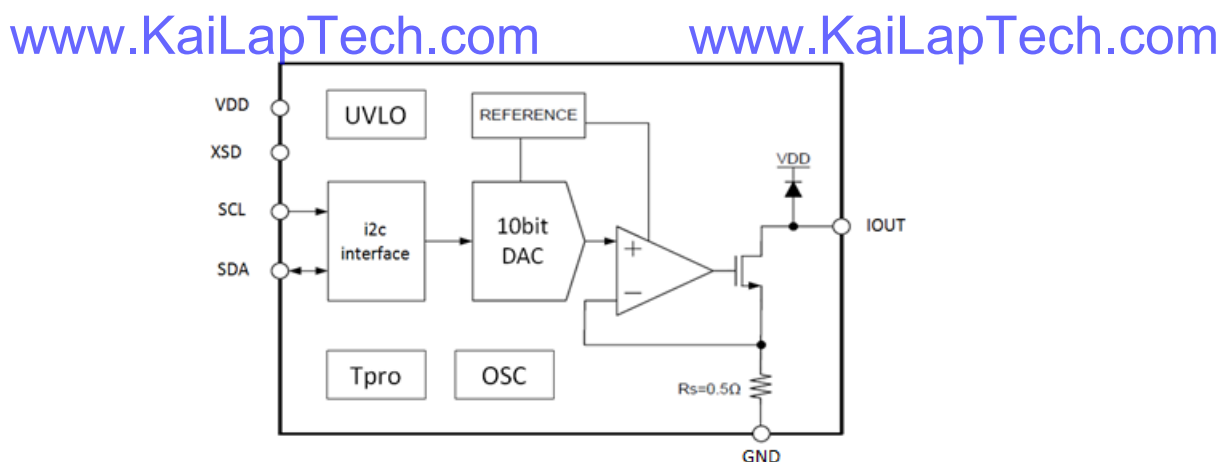 www.KaiLapTech.com www.KaiLapTech.com
VDD
UVLO
REFERENCE
XSD
VDD
SCL
i2c
interface
10bit
DAC
+
−
IOUT
SDA
Tpro
OSC
Rs=0.5Ω
GND